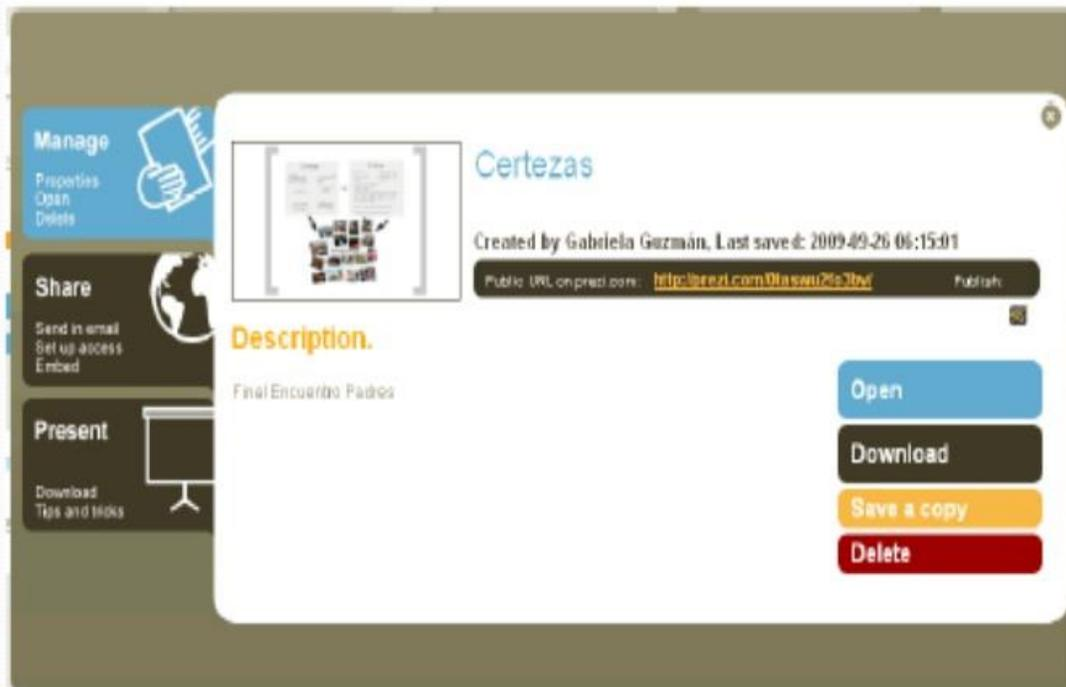 Manage
Properties
Open
Delete
Share
Send in email
Set up access
Embed
Present
Download
Tips and tricks
Certezas
Created by Gabriela Guzmán, Last saved: 2009-09-26 06:15:01
Public URL on prezi.com: Publish:
Description.
Final Encuentro Padres
Open
Download
Save a copy
Delete